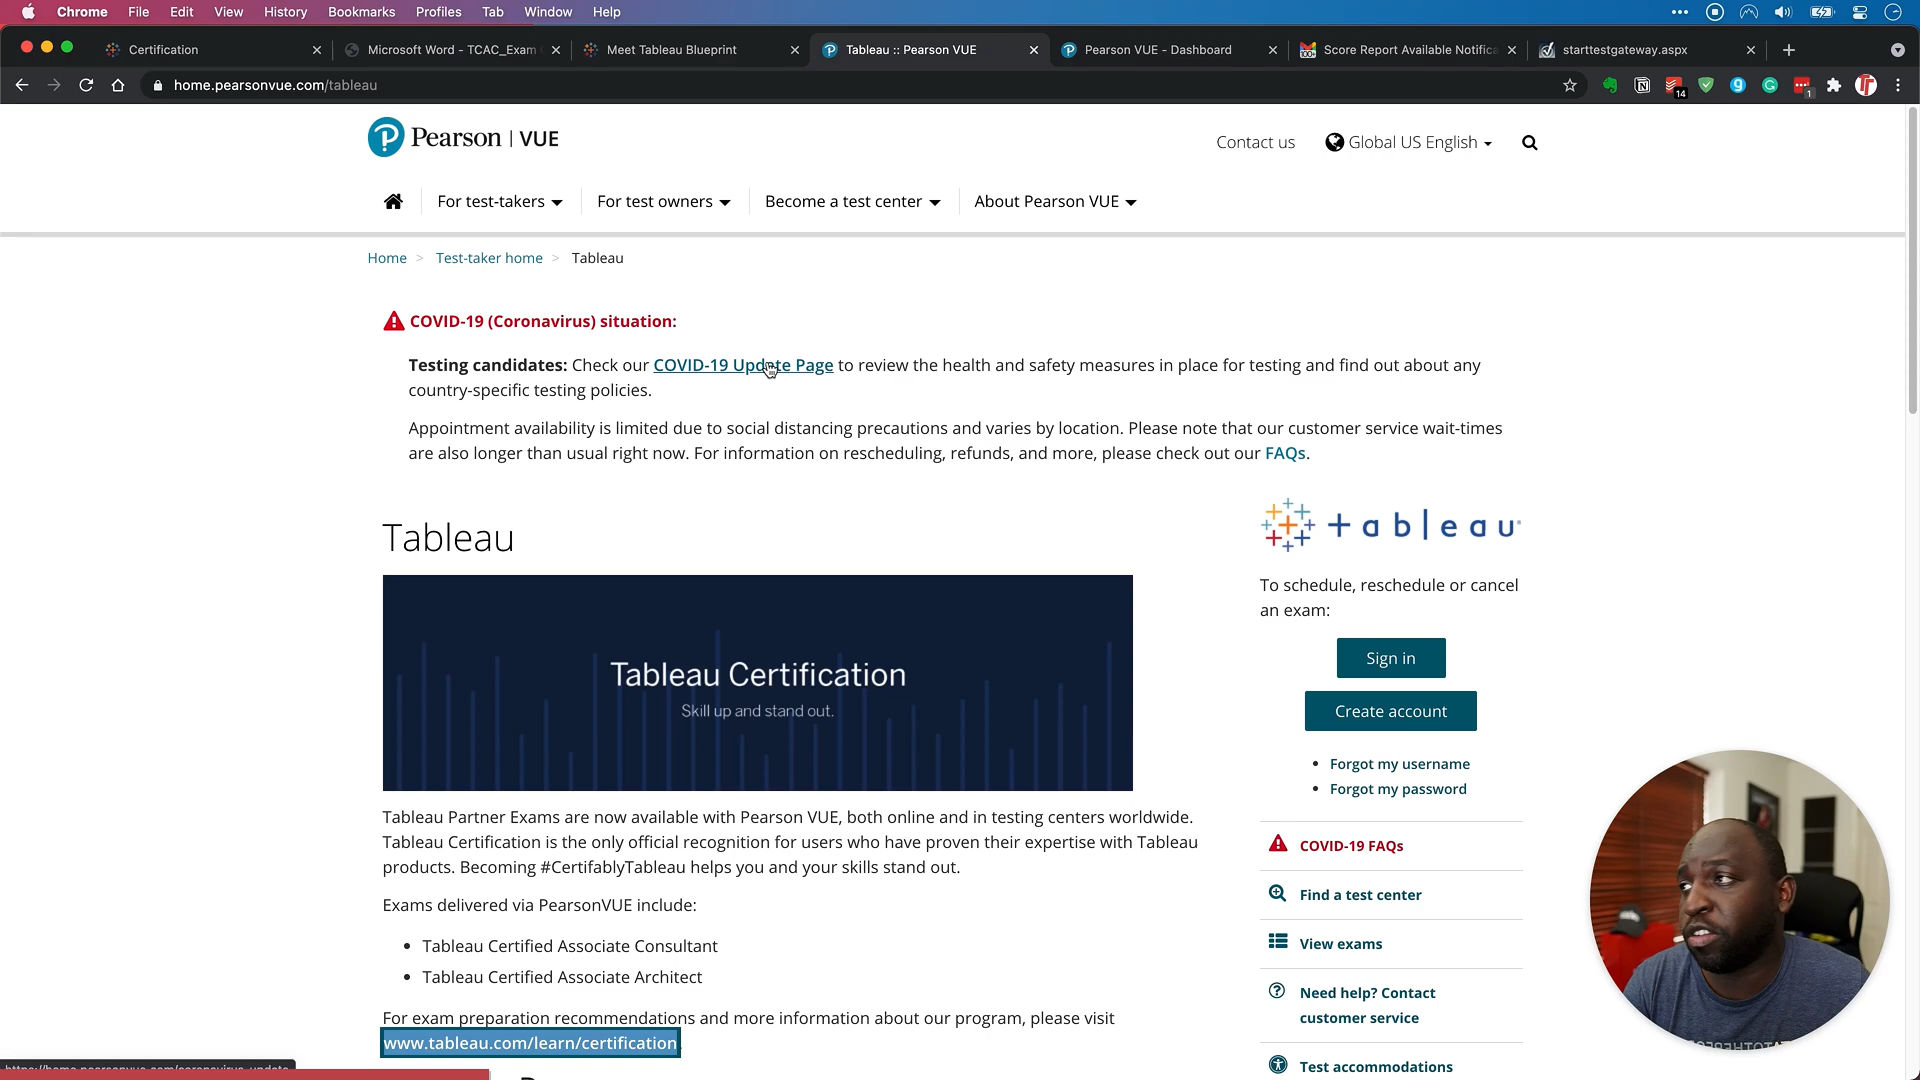 Chrome File Edit View History Bookmarks Profiles Tab Window Help
Certification
Microsoft Word - TCAC_Exam
Meet Tableau Blueprint
Tableau :: Pearson VUE
Pearson VUE - Dashboard
Score Report Available Notifica
starttestgateway.aspx
home.pearsonvue.com/tableau
14
1
Pearson | VUE
Contact us
Global US English
For test-takers
For test owners
Become a test center
About Pearson VUE
Home > Test-taker home > Tableau
COVID-19 (Coronavirus) situation:
Testing candidates: Check our COVID-19 Update Page to review the health and safety measures in place for testing and find out about any
country-specific testing policies.
Appointment availability is limited due to social distancing precautions and varies by location. Please note that our customer service wait-times
are also longer than usual right now. For information on rescheduling, refunds, and more, please check out our FAQs.
Tableau
Tableau Certification
Skill up and stand out.
Tableau Partner Exams are now available with Pearson VUE, both online and in testing centers worldwide.
Tableau Certification is the only official recognition for users who have proven their expertise with Tableau
products. Becoming #CertifablyTableau helps you and your skills stand out.
Exams delivered via PearsonVUE include:
• Tableau Certified Associate Consultant
• Tableau Certified Associate Architect
For exam preparation recommendations and more information about our program, please visit
www.tableau.com/learn/certification
+ableau
To schedule, reschedule or cancel
an exam:
Sign in
Create account
• Forgot my username
• Forgot my password
COVID-19 FAQs
Find a test center
View exams
Need help? Contact
customer service
Test accommodations